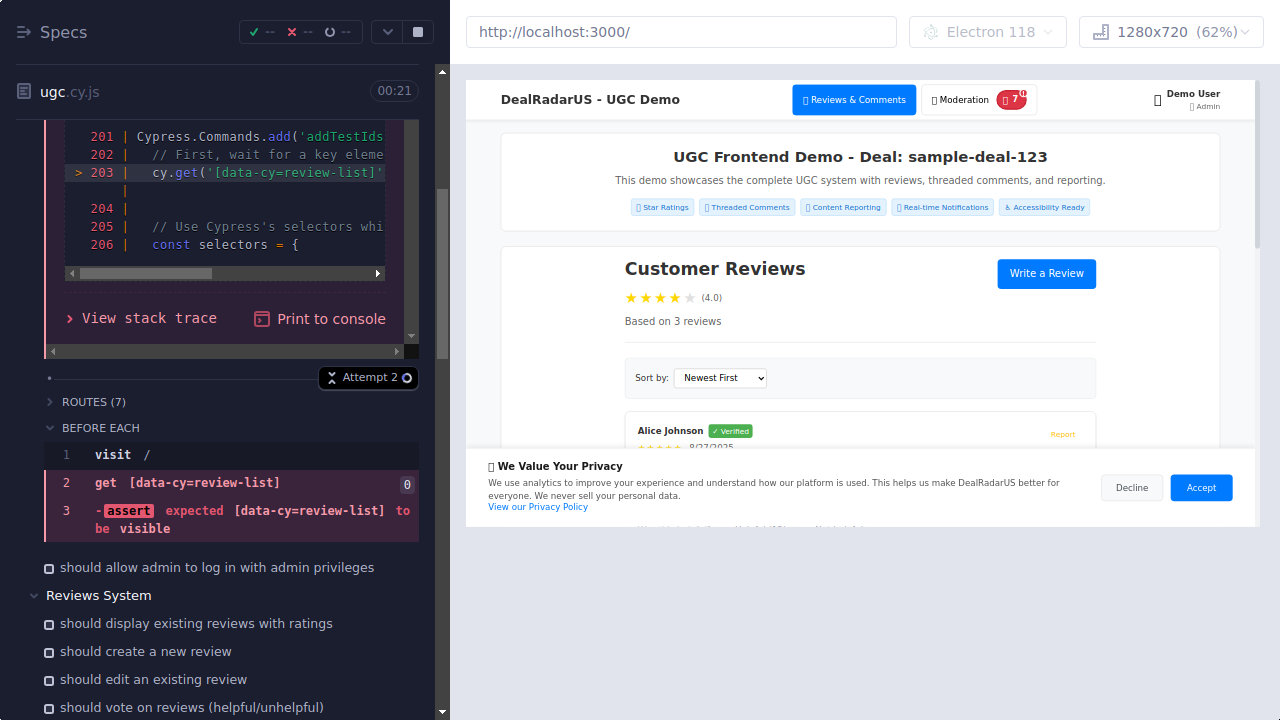 Specs
-- -- --
ugc.cy.js
00:21
201 | Cypress.Commands.add('addTestIds
202 | // First, wait for a key eleme
> 203 | cy.get('[data-cy=review-list]'
|
204 |
205 | // Use Cypress's selectors whi
206 | const selectors = {
View stack trace
Print to console
Attempt 2
ROUTES (7)
BEFORE EACH
1 visit /
2 get [data-cy=review-list] 0
3 -assert expected [data-cy=review-list] to
be visible
should allow admin to log in with admin privileges
Reviews System
should display existing reviews with ratings
should create a new review
should edit an existing review
should vote on reviews (helpful/unhelpful)
http://localhost:3000/
Electron 118
1280x720 (62%)
DealRadarUS - UGC Demo
Reviews & Comments
Moderation
7
Demo User
Admin
UGC Frontend Demo - Deal: sample-deal-123
This demo showcases the complete UGC system with reviews, threaded comments, and reporting.
Star Ratings
Threaded Comments
Content Reporting
Real-time Notifications
Accessibility Ready
Customer Reviews
Write a Review
★★★★★ (4.0)
Based on 3 reviews
Sort by: Newest First
Alice Johnson
✓ Verified
Report
8/27/2025
We Value Your Privacy
We use analytics to improve your experience and understand how our platform is used. This helps us make DealRadarUS better for
everyone. We never sell your personal data.
View our Privacy Policy
Decline
Accept